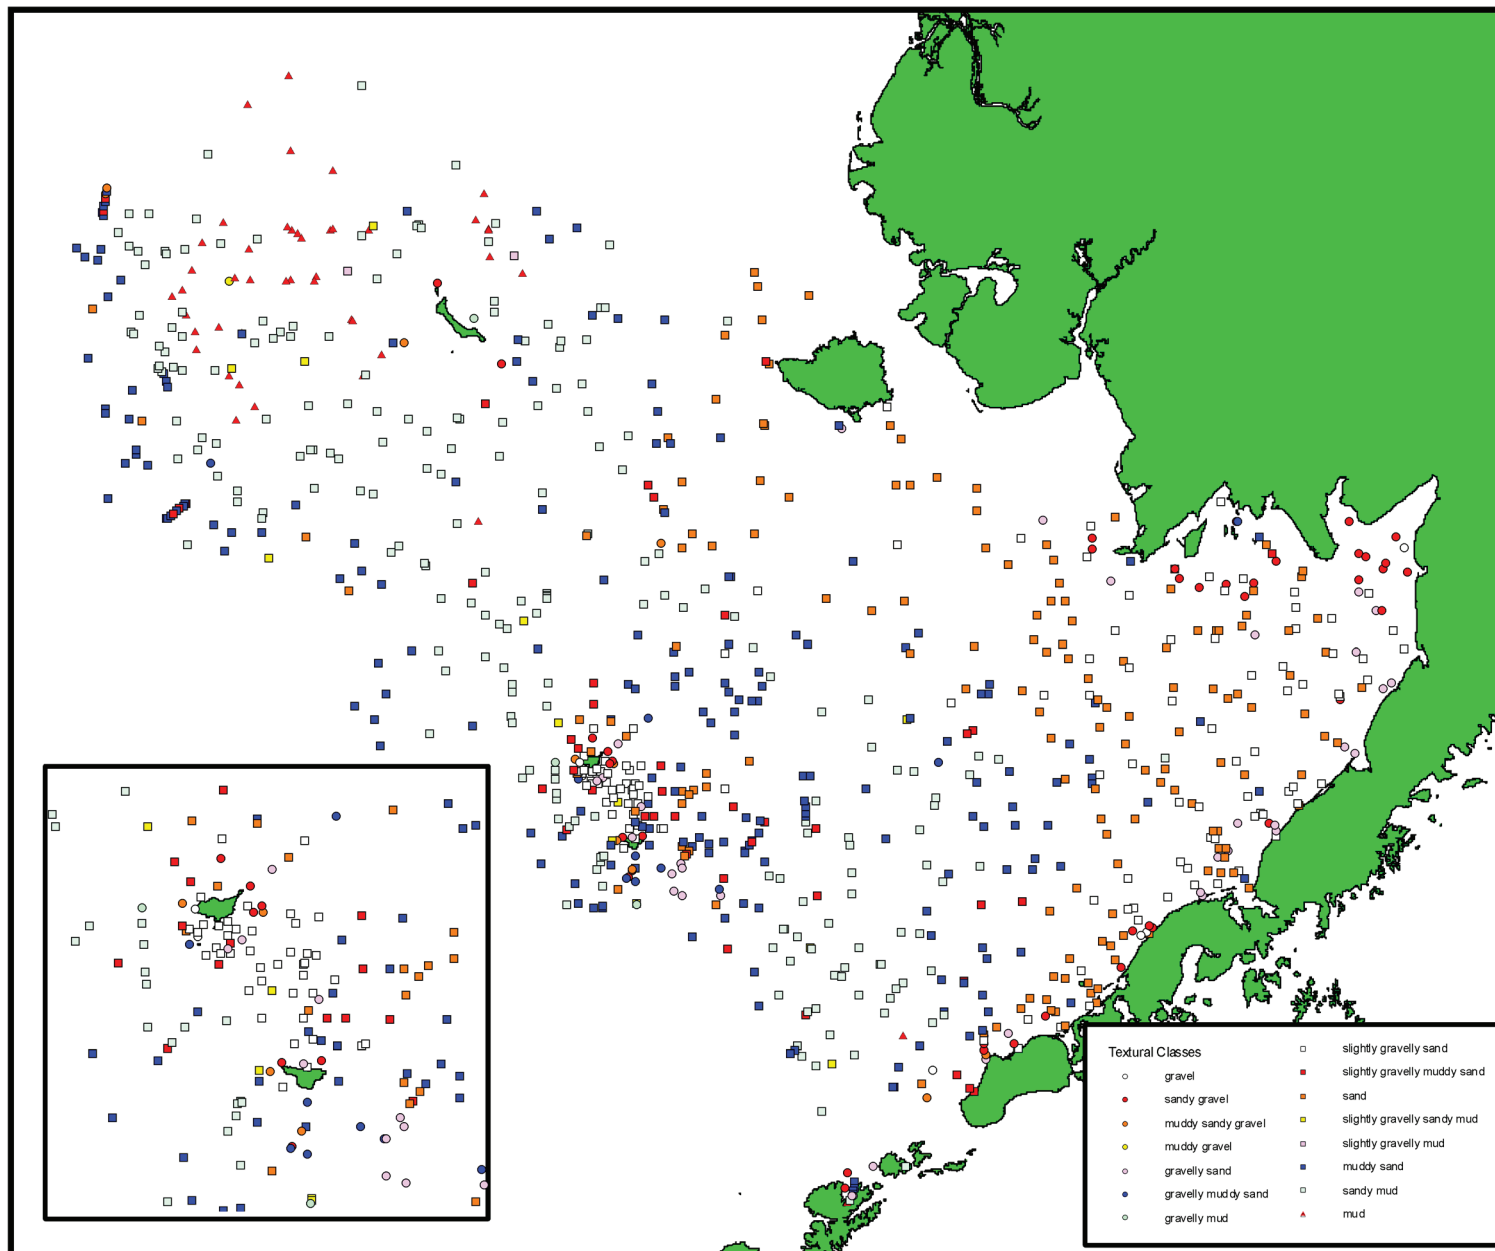 Textural Classes
gravel
sandy gravel
muddy sandy gravel
muddy gravel
gravelly sand
gravelly muddy sand
gravelly mud
slightly gravelly sand
slightly gravelly muddy sand
sand
slightly gravelly sandy mud
slightly gravelly mud
muddy sand
sandy mud
mud